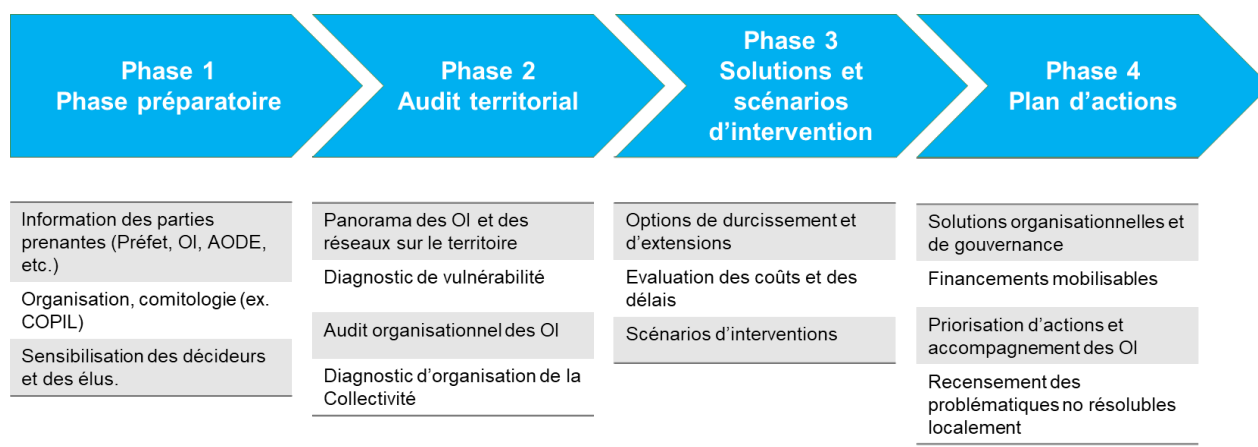 Phase 1
Phase préparatoire
Phase 2
Audit territorial
Phase 3
Solutions et
scénarios
d'intervention
Phase 4
Plan d'actions
Information des parties
prenantes (Préfet, OI, AODE,
etc.)
Organisation, comitologie (ex.
COPIL)
Sensibilisation des décideurs
et des élus.
Panorama des OI et des
réseaux sur le territoire
Diagnostic de vulnérabilité
Audit organisationnel des OI
Diagnostic d'organisation de la
Collectivité
Options de durcissement et
d'extensions
Evaluation des coûts et des
délais
Scénarios d'interventions
Solutions organisationnelles et
de gouvernance
Financements mobilisables
Priorisation d'actions et
accompagnement des OI
Recensement des
problématiques no résolubles
localement